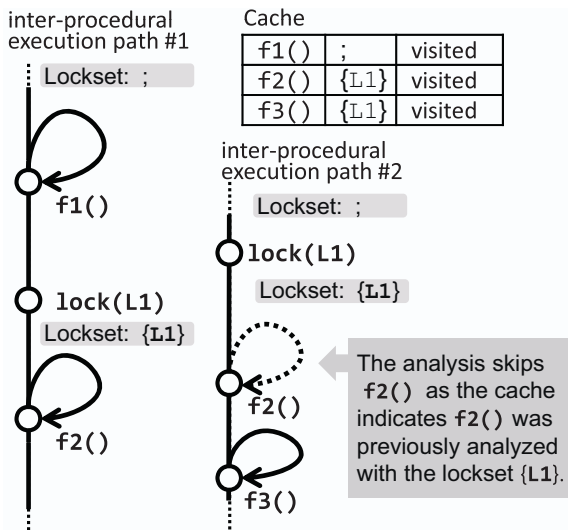 inter-procedural
execution path #1
Lockset: ;
f1()
lock(L1)
Lockset: {L1}
f2()
Cache
f1() ; visited
f2() {L1} visited
f3() {L1} visited
inter-procedural
execution path #2
Lockset: ;
lock(L1)
Lockset: {L1}
f2()
f3()
The analysis skips
f2() as the cache
indicates f2() was
previously analyzed
with the lockset {L1}.